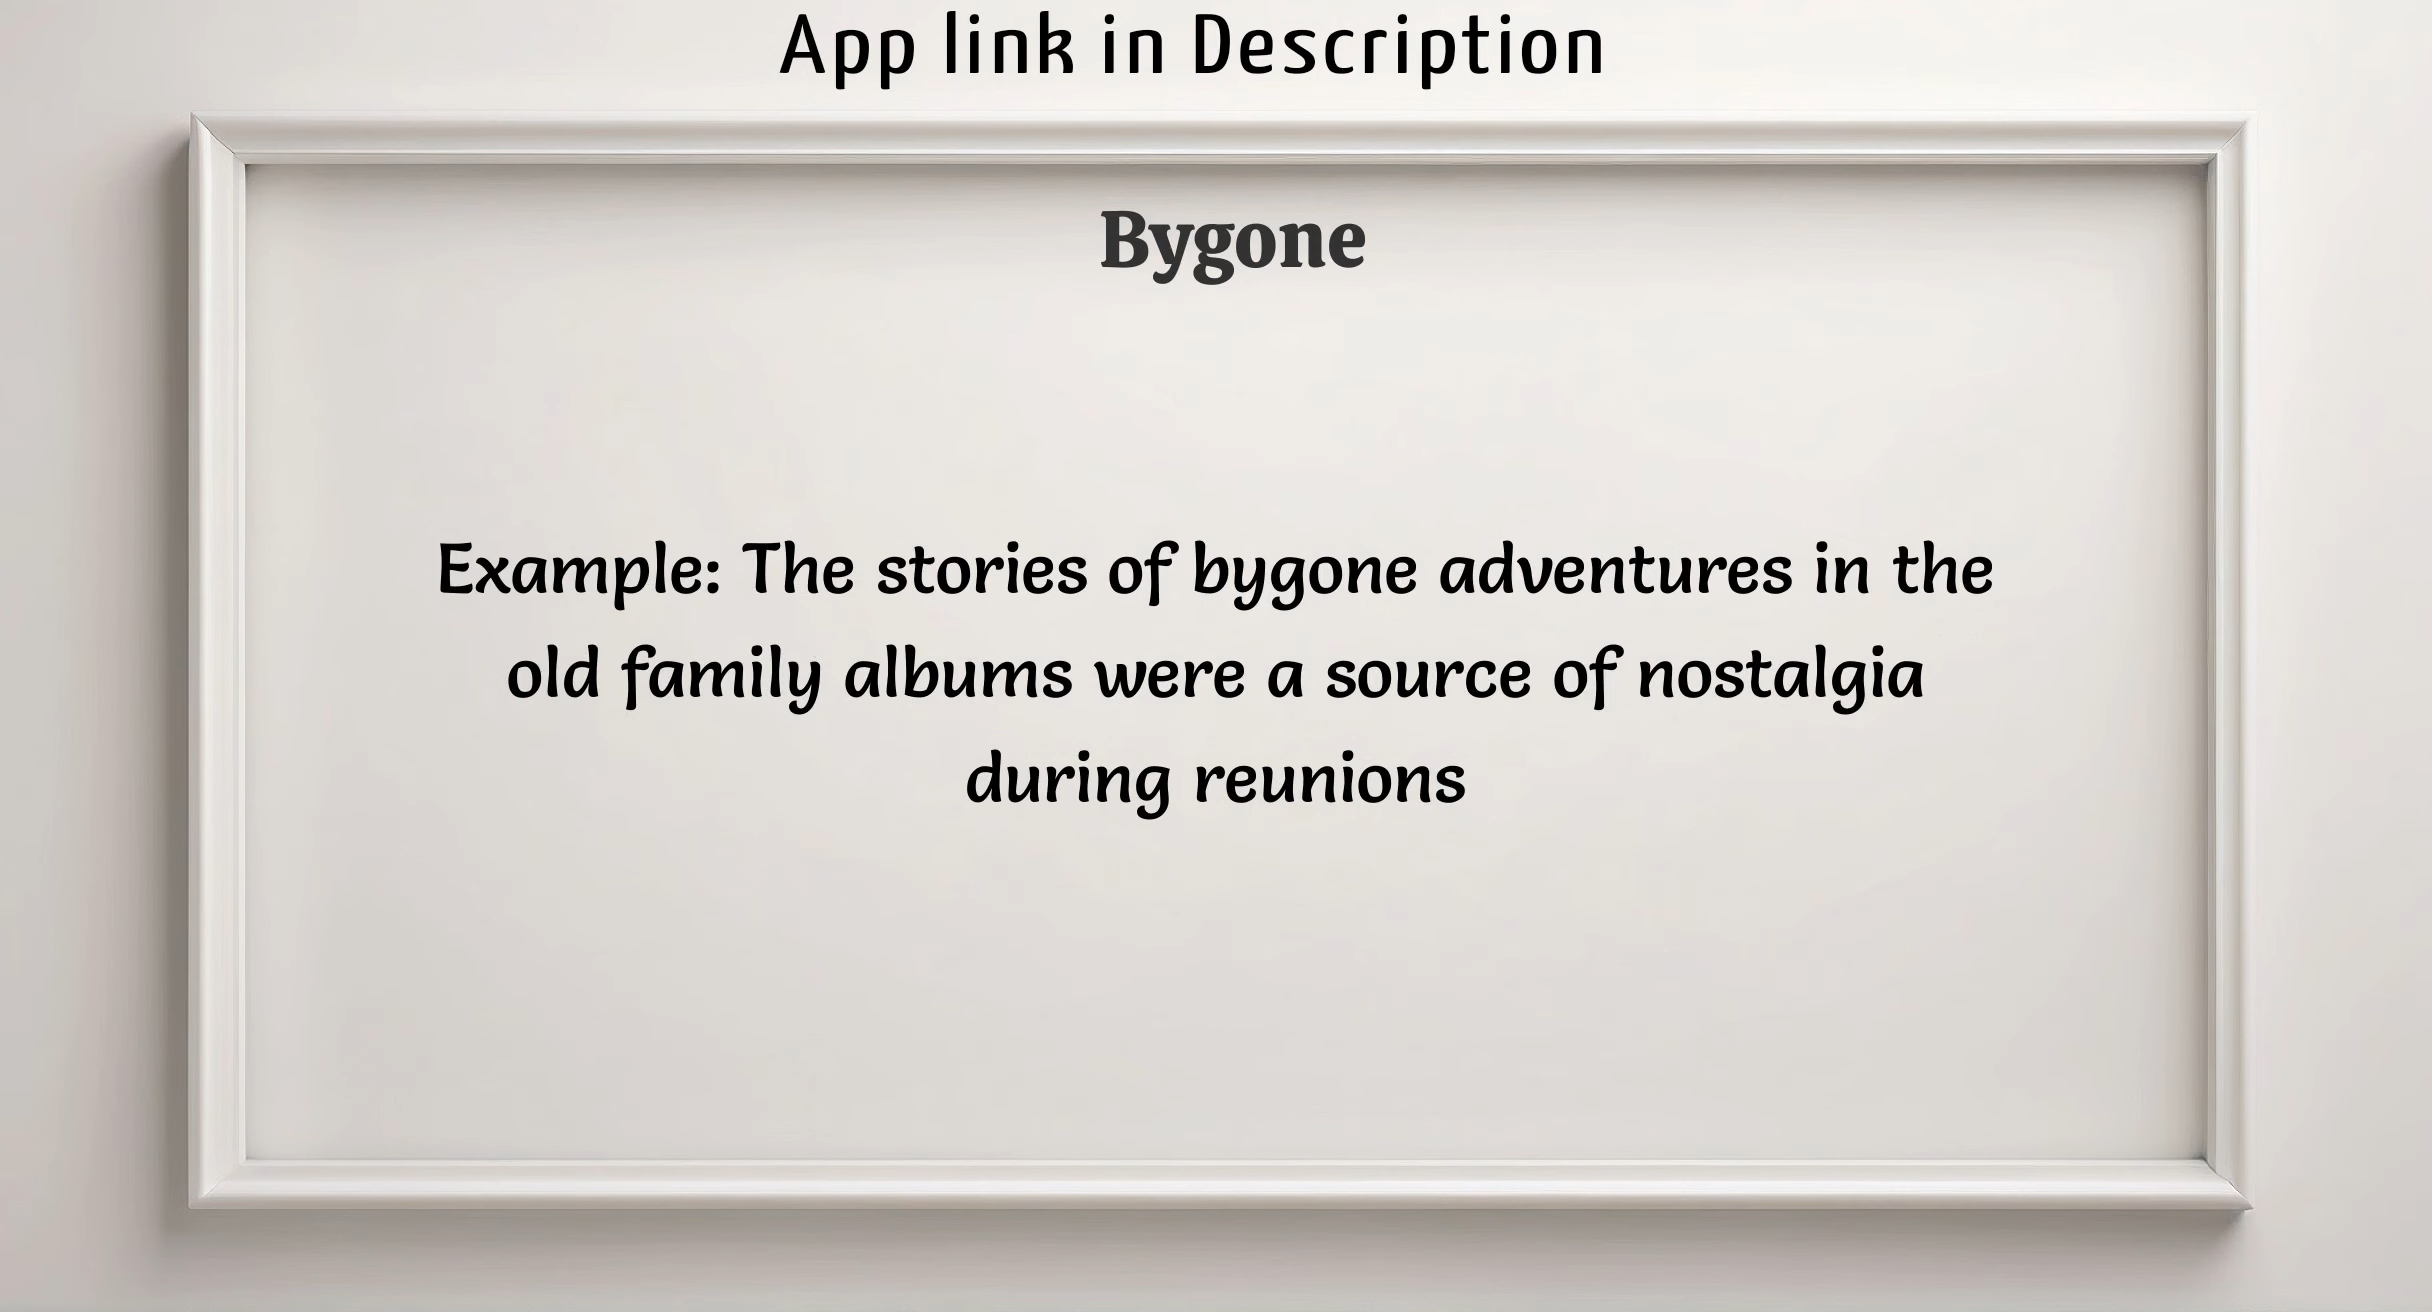 App link in Description
Bygone
Example: The stories of bygone adventures in the
old family albums were a source of nostalgia
during reunions